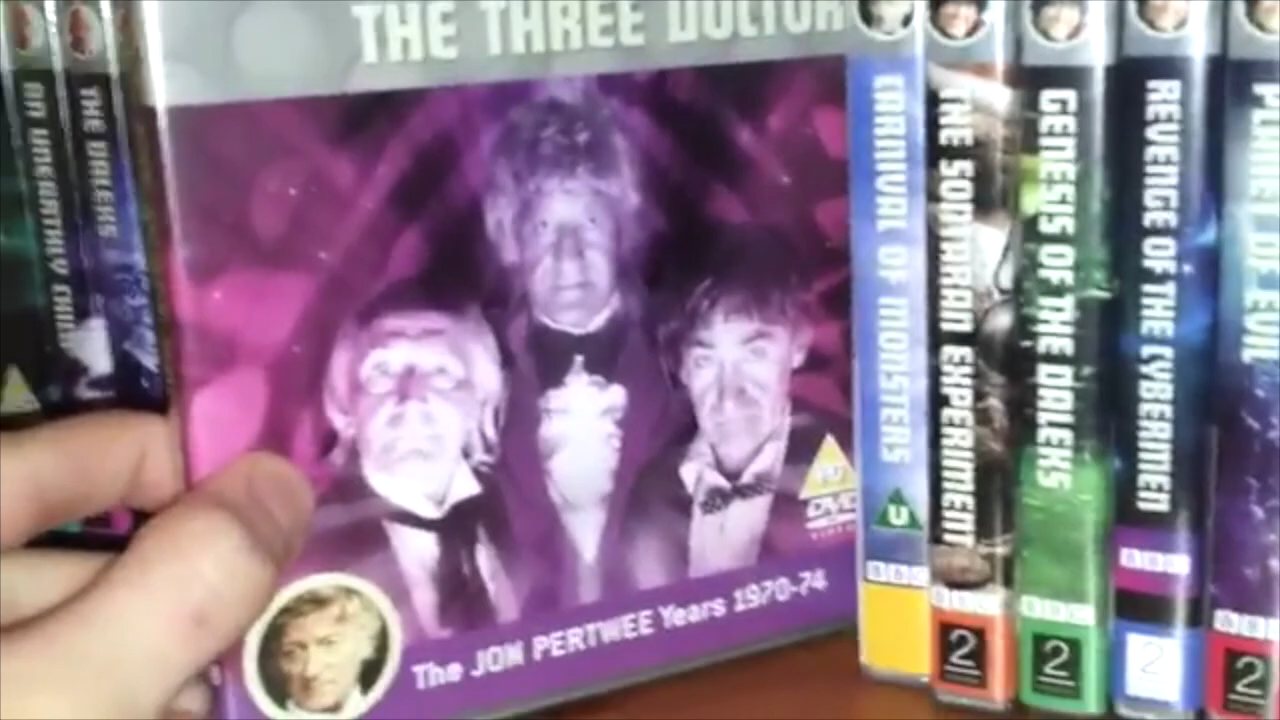 AN UNEARTHLY CHILD
THE DALEKS
THE THREE DOCTOR
PG
DVD
VIDEO
The JON PERTWEE Years 1970-74
CARNIVAL OF MONSTERS
U
BBC
THE SONTARAN EXPERIMENT
BBC
2
GENESIS OF THE DALEKS
BBC
2
REVENGE OF THE CYBERMEN
BBC
2
PLANET OF EVIL
BBC
2